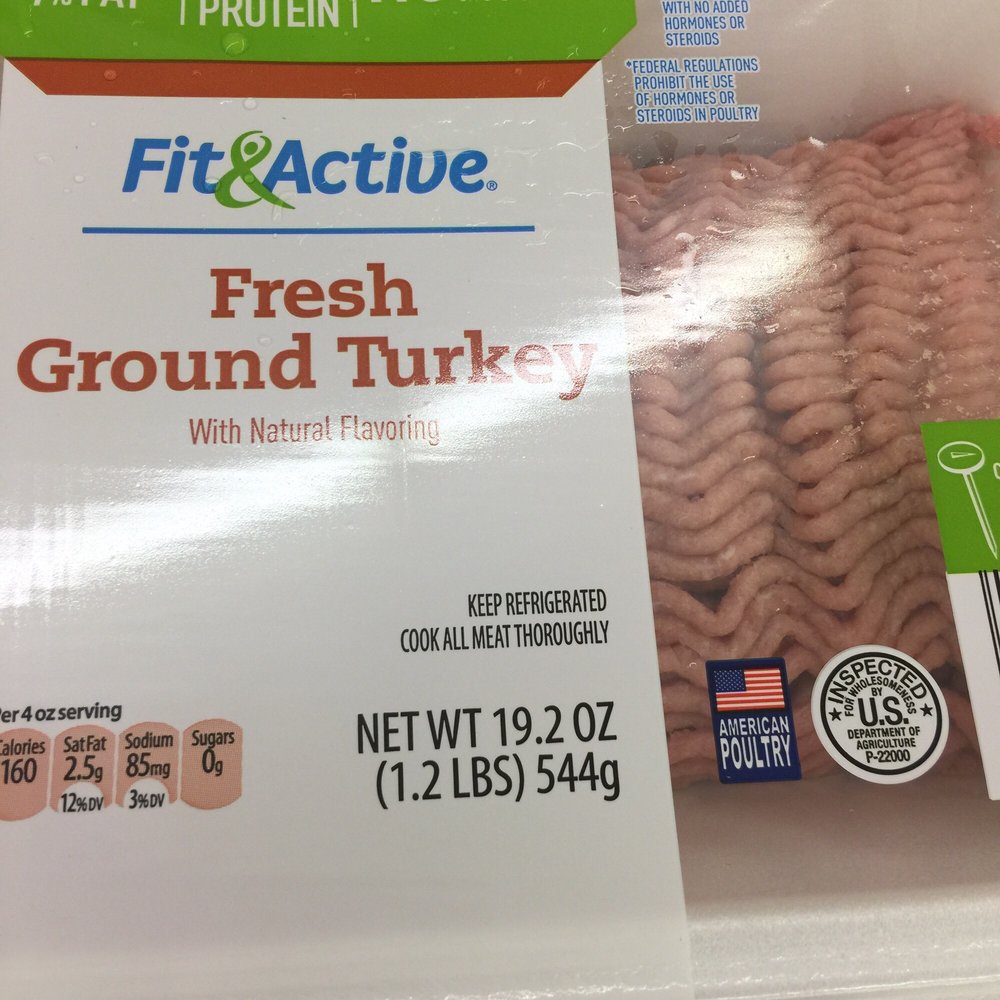 7% FAT
PROTEIN
WITH NO ADDED
HORMONES OR
STEROIDS
*FEDERAL REGULATIONS
PROHIBIT THE USE
OF HORMONES OR
STEROIDS IN POULTRY
Fit&Active®
Fresh
Ground Turkey
With Natural Flavoring
KEEP REFRIGERATED
COOK ALL MEAT THOROUGHLY
Per 4 oz serving
Calories
160
Sat Fat
2.5g
12% DV
Sodium
85mg
3% DV
Sugars
0g
NET WT 19.2 OZ
(1.2 LBS) 544g
AMERICAN
POULTRY
INSPECTED
FOR WHOLESOMENESS
BY
U.S.
DEPARTMENT OF
AGRICULTURE
P-22000